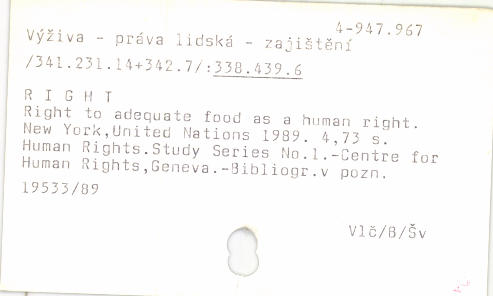 4-947.967
Výživa - práva lidská - zajištění
/341.231.14+342.7/:338.439.6
R I G H T
Right to adequate food as a human right.
New York,United Nations 1989. 4,73 s.
Human Rights.Study Series No.1.-Centre for
Human Rights,Geneva.-Bibliogr.v pozn.
19533/89
Vlč/8/Šv